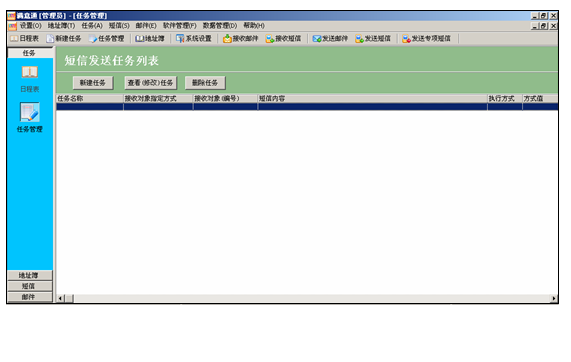 满意通 [管理员] - [任务管理]
设置(O) 地址簿(T) 任务(A) 短信(S) 邮件(E) 软件管理(F) 数据管理(D) 帮助(H)
日程表 新建任务 任务管理 地址簿 系统设置 接收邮件 接收短信 发送邮件 发送短信 发送专项短信
任务
日程表
任务管理
短信发送任务列表
新建任务 查看(修改)任务 删除任务
任务名称 接收对象指定方式 接收对象(编号) 短信内容 执行方式 方式值
地址簿
短信
邮件